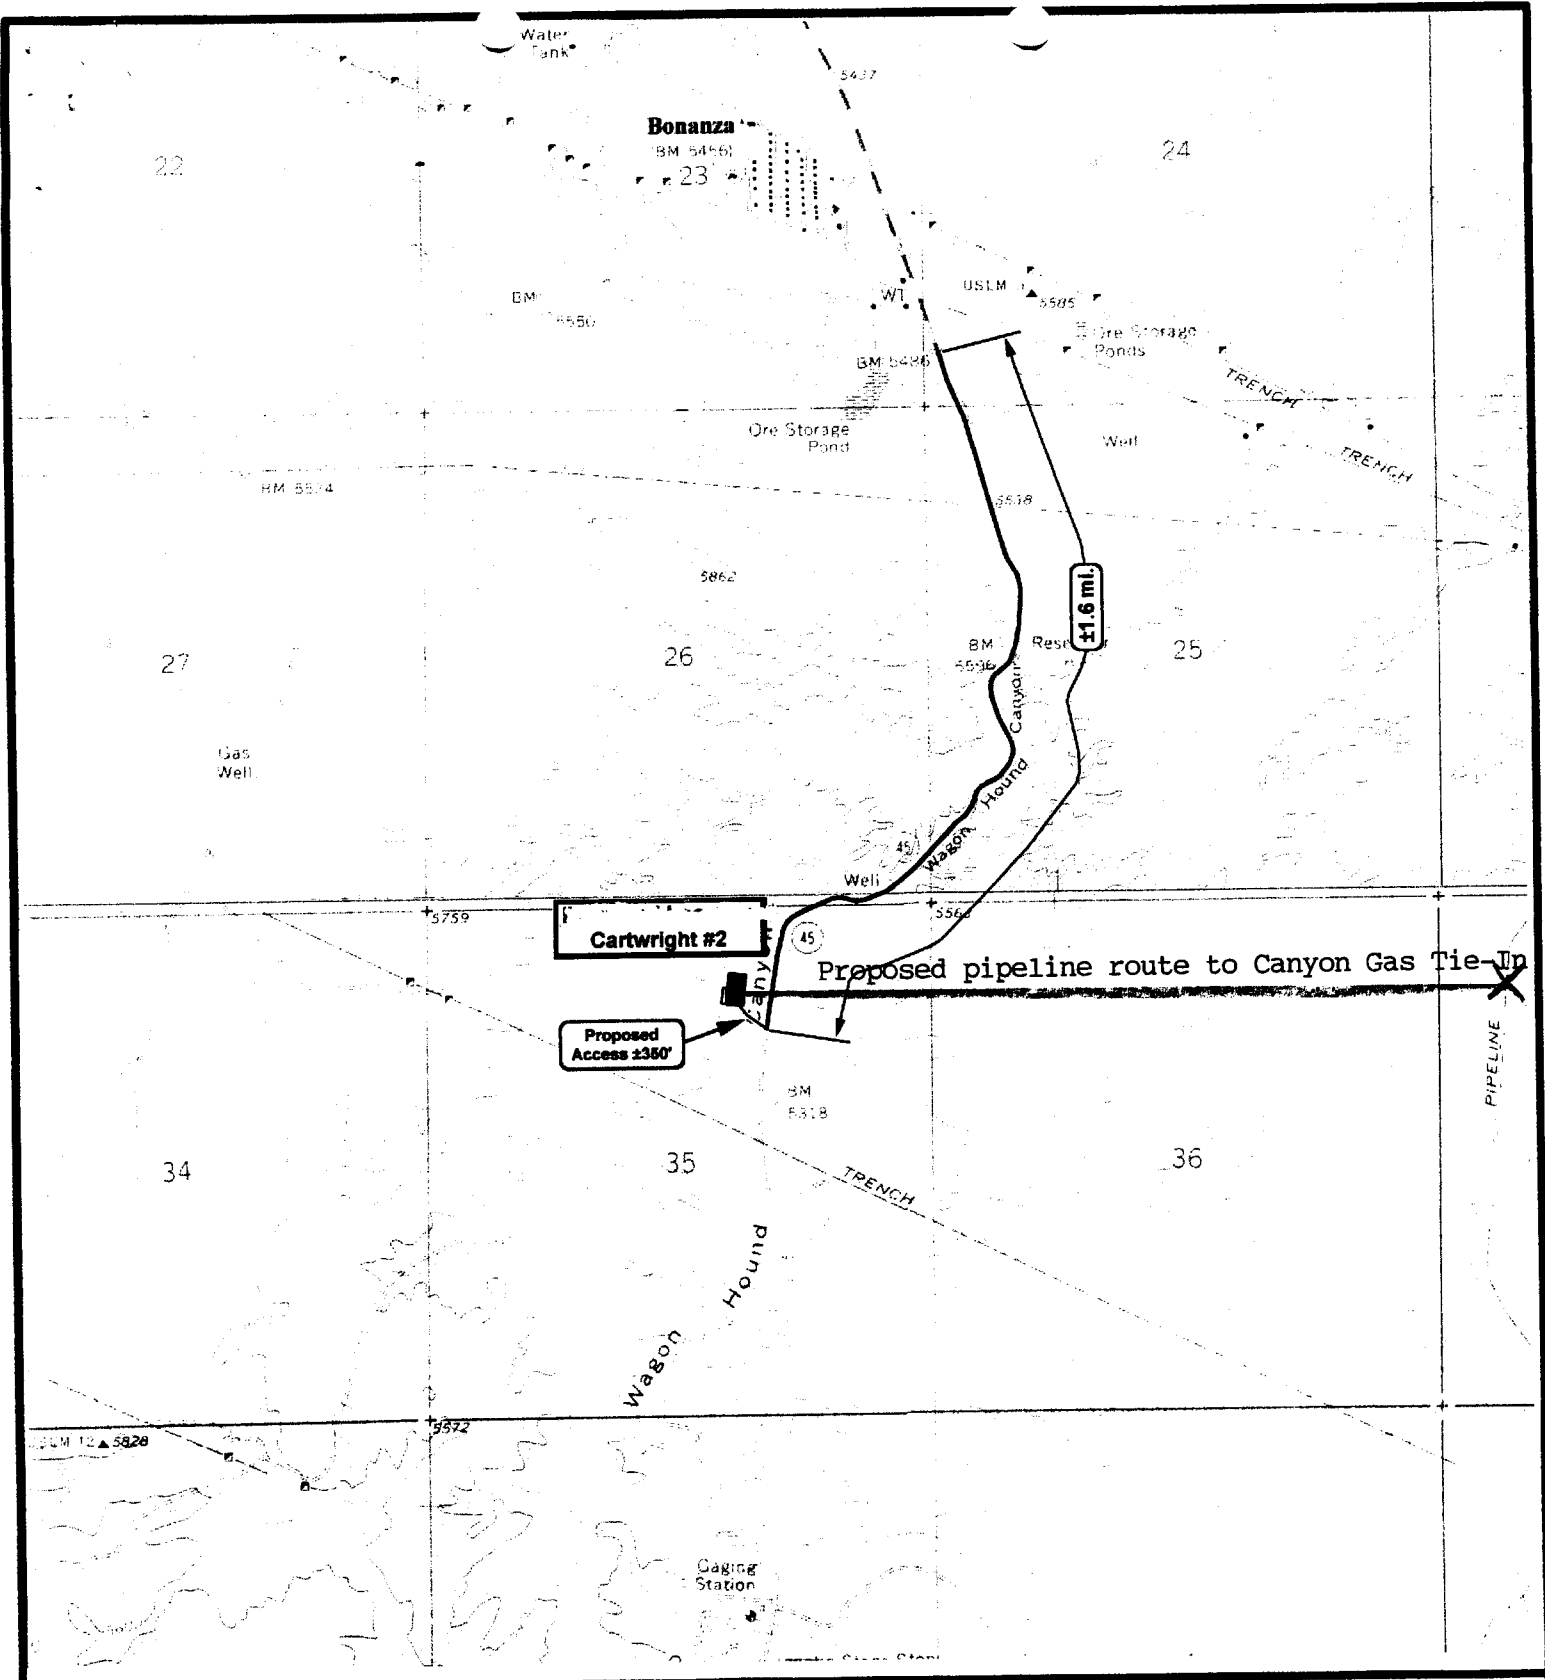 Water
Tank
5437
Bonanza
(BM 5466)
22
23
24
BM
5550
WT
USLM
5585
Ore Storage
Ponds
BM 5486
TRENCH
Ore Storage
Pond
Well
TRENCH
BM 5574
5538
5862
±1.6 mi.
27
26
BM
5596
25
Canyon
Gas
Well
Hound
Wagon
45
Well
5759
Cartwright #2
45
Proposed pipeline route to Canyon Gas Tie-In
Proposed
Access ±350'
PIPELINE
BM
5318
34
35
36
TRENCH
Hound
Wagon
5572
5828
Gaging
Station